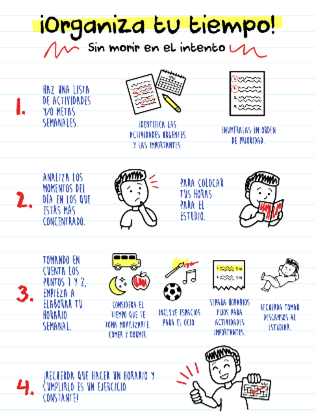 ¡Organiza tu tiempo!
Sin morir en el intento
1.
HAZ UNA LISTA
DE ACTIVIDADES
Y/O METAS
SEMANALES.
IDENTIFICA LAS
ACTIVIDADES URGENTES
Y LAS IMPORTANTES.
ENUMÉRALAS EN ORDEN
DE PRIORIDAD.
2.
ANALIZA LOS
MOMENTOS DEL
DÍA EN LOS QUE
ESTÁS MÁS
CONCENTRADO.
PARA COLOCAR
TUS HORAS
PARA EL
ESTUDIO.
3.
TOMANDO EN
CUENTA LOS
PUNTOS 1 Y 2,
EMPIEZA A
ELABORAR TU
HORARIO
SEMANAL.
CONSIDERA EL
TIEMPO QUE TE
TOMA MOVILIZARTE,
COMER Y DORMIR.
INCLUYE ESPACIOS
PARA EL OCIO
SEPARA HORARIOS
FIJOS PARA
ACTIVIDADES
IMPORTANTES.
RECUERDA TOMAR
DESCANSOS AL
ESTUDIAR.
4.
¡RECUERDA QUE HACER UN HORARIO Y
CUMPLIRLO ES UN EJERCICIO
CONSTANTE!